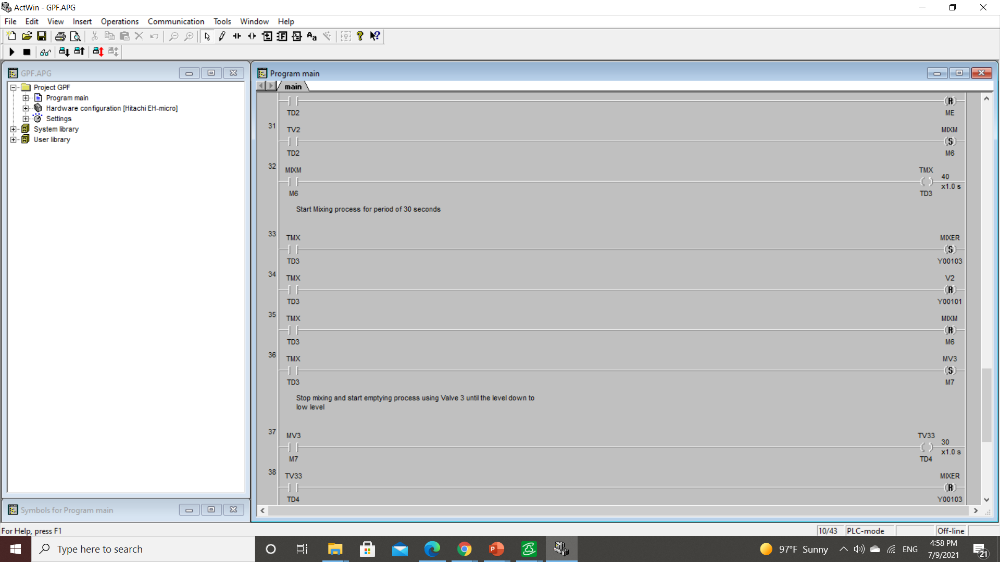 ActWin - GPF.APG
File Edit View Insert Operations Communication Tools Window Help
GPF.APG
Project GPF
Program main
Hardware configuration [Hitachi EH-micro]
Settings
System library
User library
Symbols for Program main
Program main
main
(R)
TD2 ME
31 TV2 MIXM
(S)
TD2 M6
32 MIXM TMX
40
x1.0 s
M6 TD3
Start Mixing process for period of 30 seconds
33 TMX MIXER
(S)
TD3 Y00103
34 TMX V2
(R)
TD3 Y00101
35 TMX MIXM
(R)
TD3 M6
36 TMX MV3
(S)
TD3 M7
Stop mixing and start emptying process using Valve 3 until the level down to
low level
37 MV3 TV33
30
x1.0 s
M7 TD4
38 TV33 MIXER
(R)
TD4 Y00103
For Help, press F1 10/43 PLC-mode Off-line
Type here to search 97°F Sunny ENG 4:58 PM
7/9/2021 21